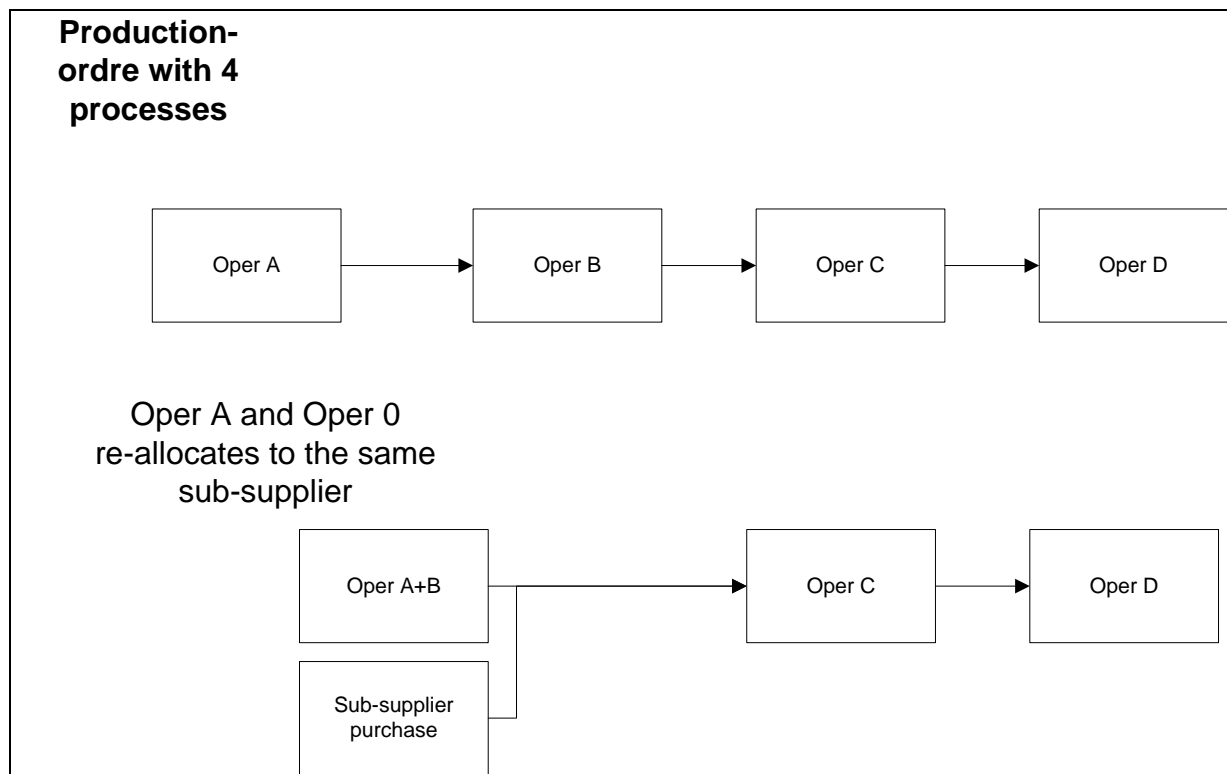 Production-
ordre with 4
processes
Oper A
Oper B
Oper C
Oper D
Oper A and Oper 0
re-allocates to the same
sub-supplier
Oper A+B
Oper C
Oper D
Sub-supplier
purchase